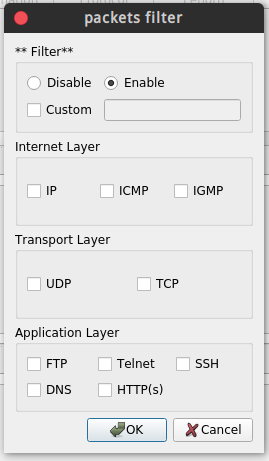 packets filter
** Filter**
Disable Enable
Custom
Internet Layer
IP ICMP IGMP
Transport Layer
UDP TCP
Application Layer
FTP Telnet SSH
DNS HTTP(s)
OK Cancel